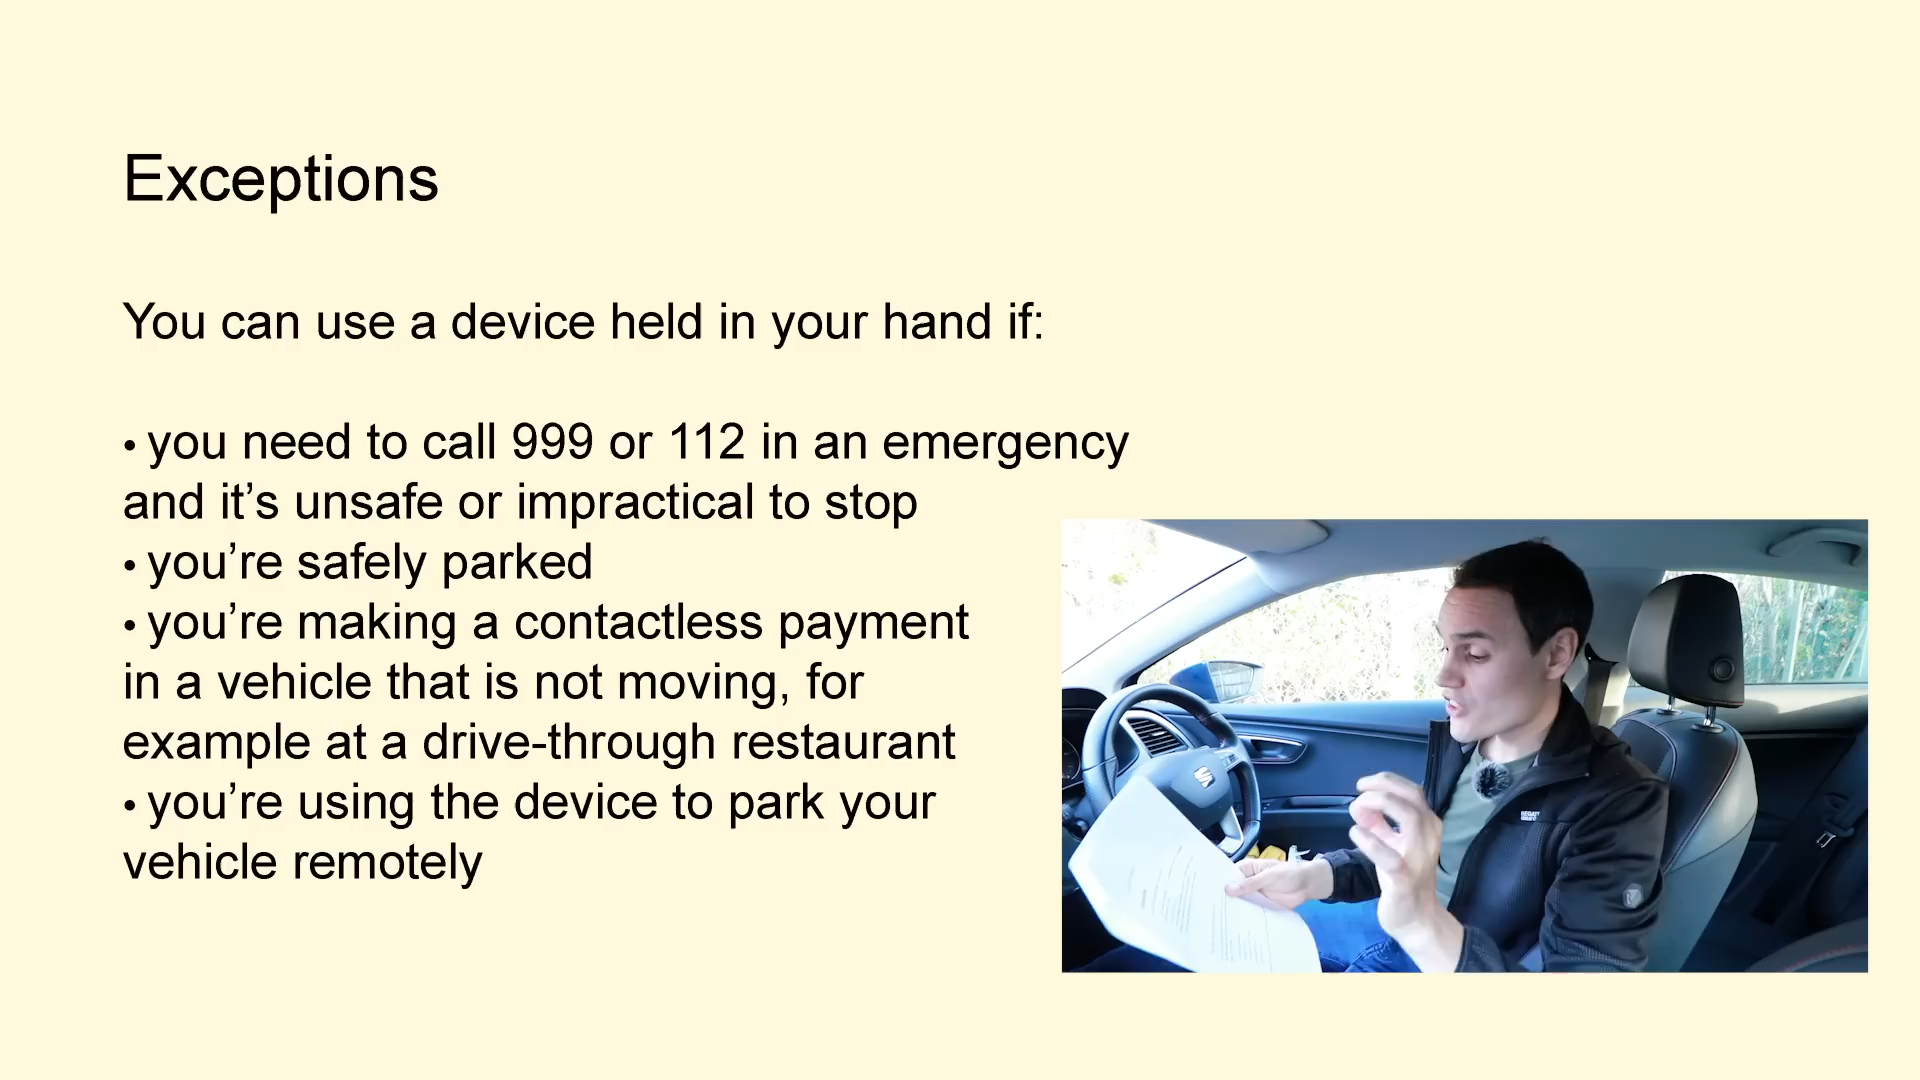 Exceptions
You can use a device held in your hand if:
• you need to call 999 or 112 in an emergency
and it’s unsafe or impractical to stop
• you’re safely parked
• you’re making a contactless payment
in a vehicle that is not moving, for
example at a drive-through restaurant
• you’re using the device to park your
vehicle remotely